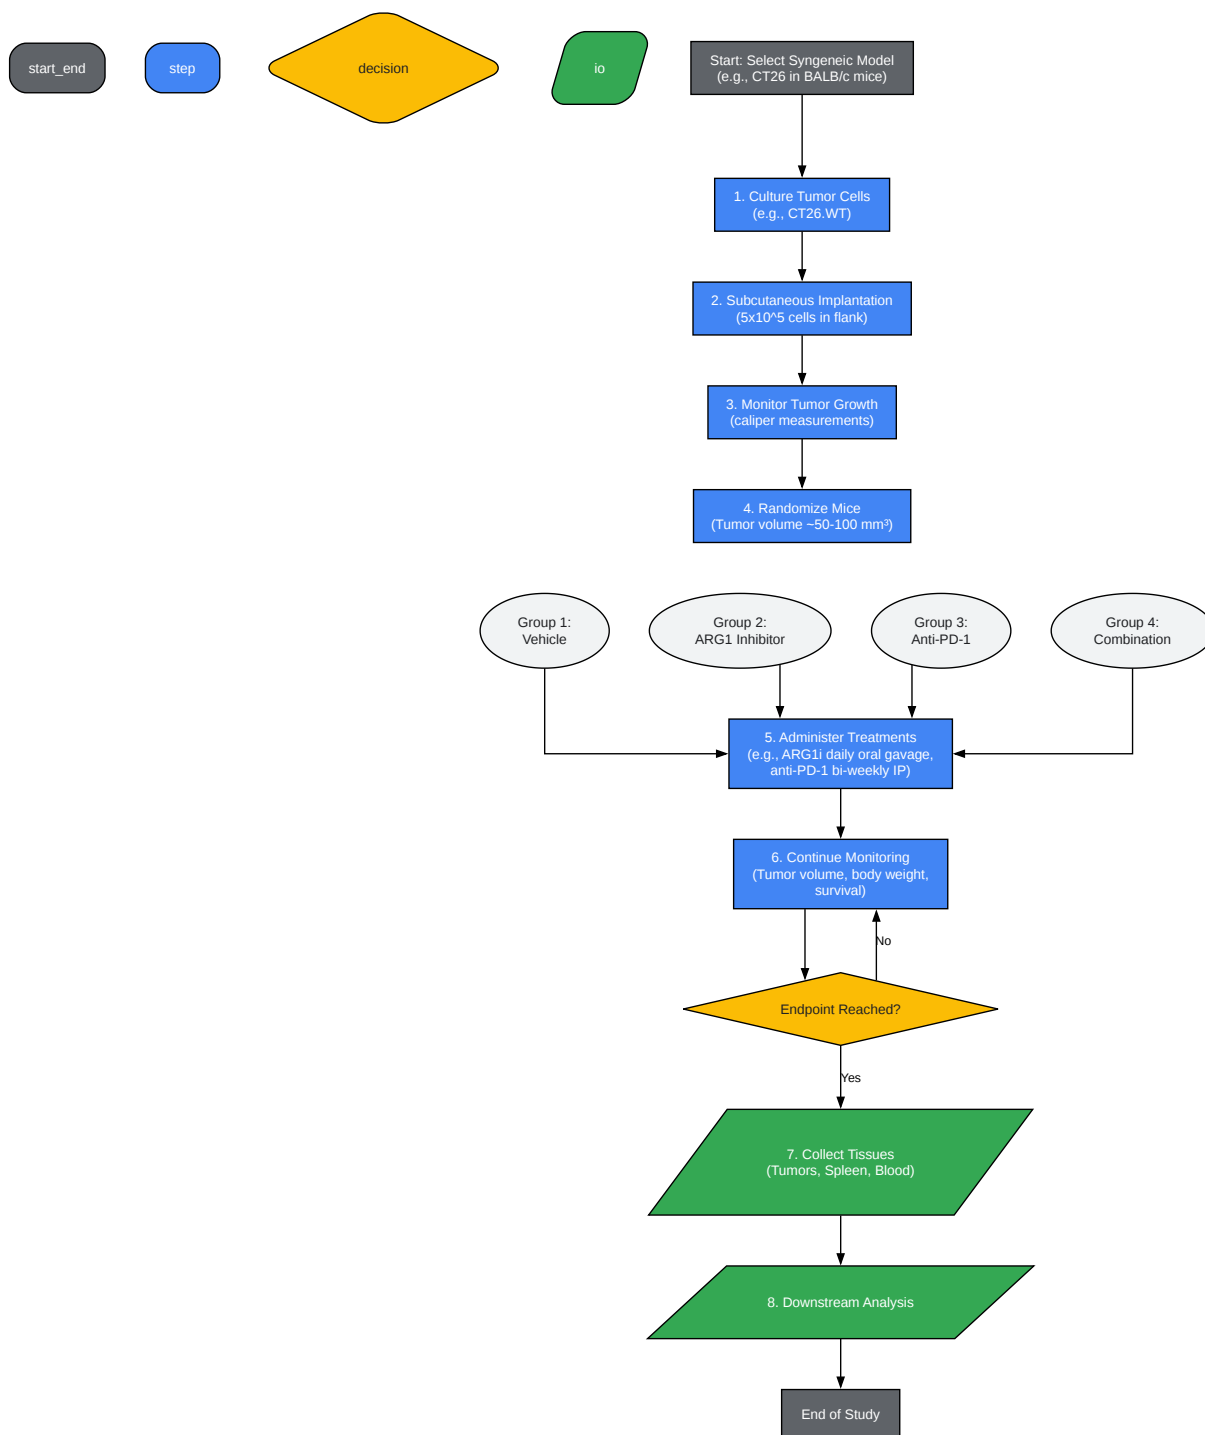 start_end
step
decision
io
Start: Select Syngeneic Model
(e.g., CT26 in BALB/c mice)
1. Culture Tumor Cells
(e.g., CT26.WT)
2. Subcutaneous Implantation
(5x10^5 cells in flank)
3. Monitor Tumor Growth
(caliper measurements)
4. Randomize Mice
(Tumor volume ~50-100 mm³)
Group 1:
Vehicle
Group 2:
ARG1 Inhibitor
Group 3:
Anti-PD-1
Group 4:
Combination
5. Administer Treatments
(e.g., ARG1i daily oral gavage,
anti-PD-1 bi-weekly IP)
6. Continue Monitoring
(Tumor volume, body weight,
survival)
No
Endpoint Reached?
Yes
7. Collect Tissues
(Tumors, Spleen, Blood)
8. Downstream Analysis
End of Study